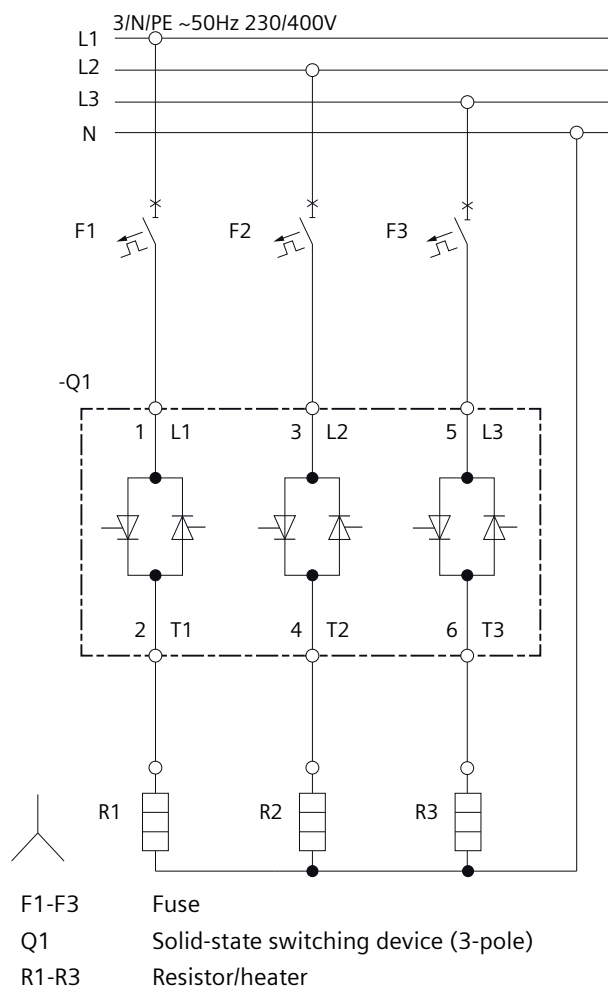 3/N/PE ~50Hz 230/400V
L1
L2
L3
N
F1 F2 F3
-Q1
1 L1 3 L2 5 L3
2 T1 4 T2 6 T3
R1 R2 R3
F1-F3 Fuse
Q1 Solid-state switching device (3-pole)
R1-R3 Resistor/heater